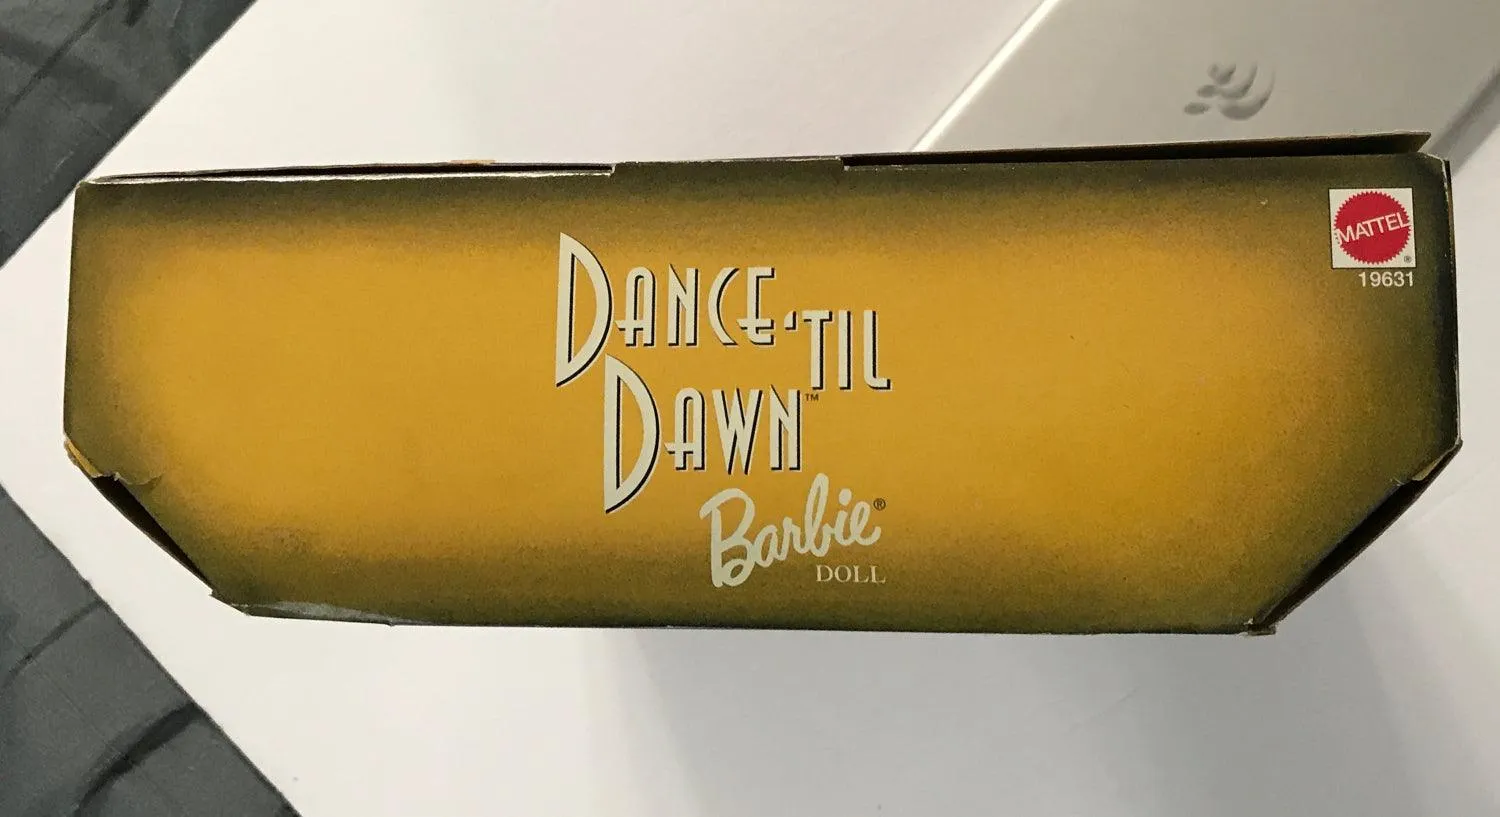 MATTEL
®
19631
DANCE 'TIL
DAWN™
Barbie®
DOLL